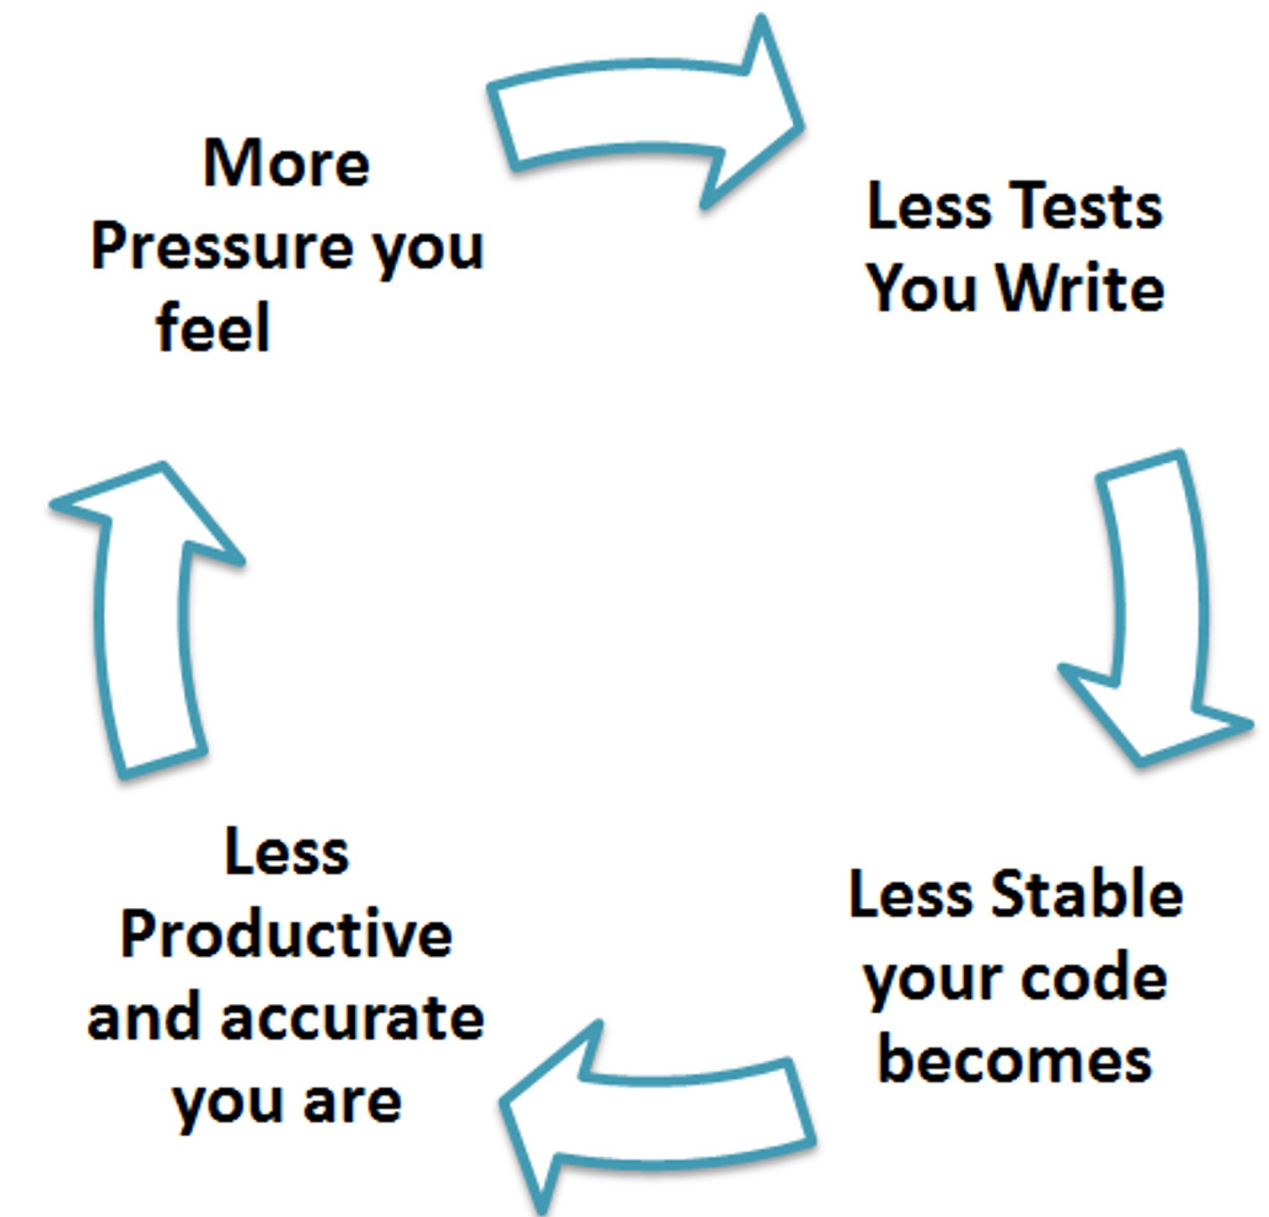 More
Pressure you
feel
Less Tests
You Write
Less Stable
your code
becomes
Less
Productive
and accurate
you are